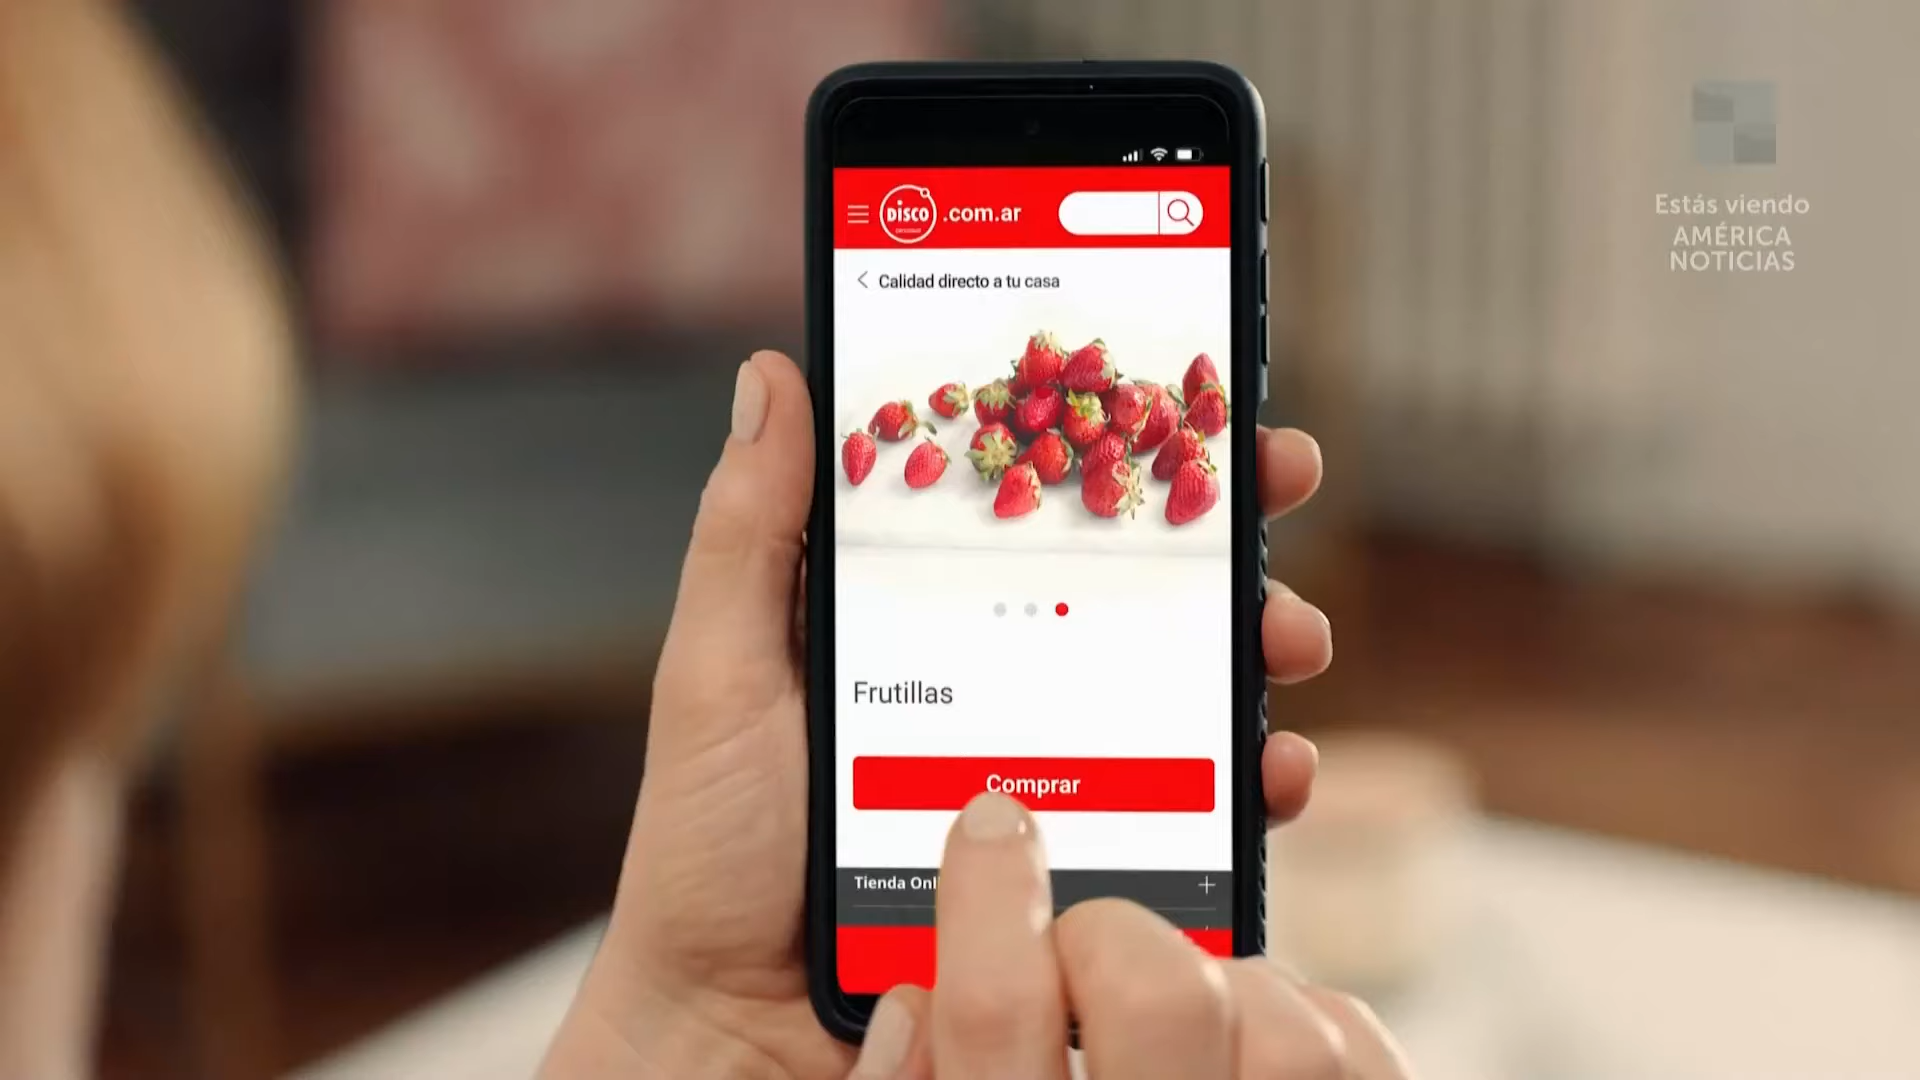 DISCO
.com.ar
Calidad directo a tu casa
Frutillas
Comprar
Tienda Onl
Estás viendo
AMÉRICA
NOTICIAS